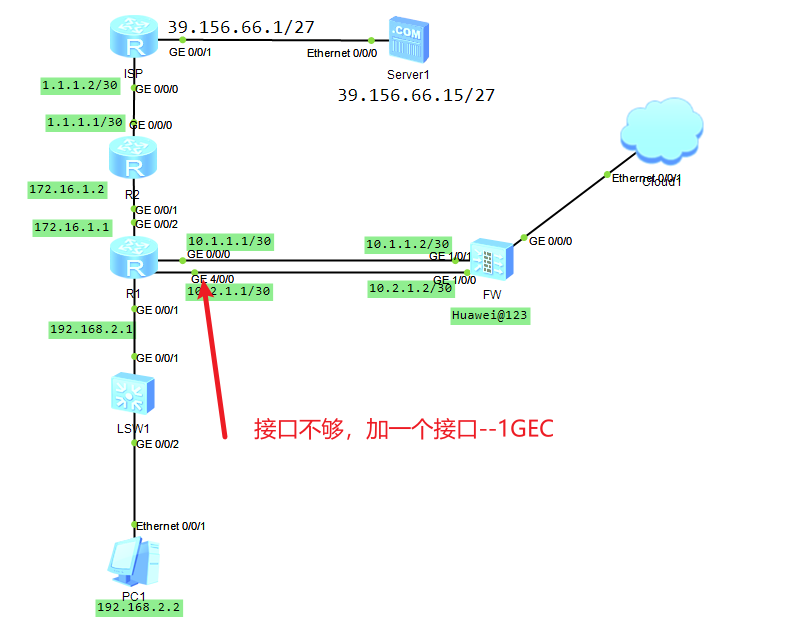 39.156.66.1/27
GE 0/0/1
Ethernet 0/0/0
.COM
R
ISP
Server1
1.1.1.2/30
GE 0/0/0
39.156.66.15/27
1.1.1.1/30
GE 0/0/0
R
Ethernet 0/0/1
Cloud1
172.16.1.2
R2
GE 0/0/1
172.16.1.1
GE 0/0/2
10.1.1.1/30
10.1.1.2/30
GE 0/0/0
R
GE 0/0/0
GE 1/0/1
GE 4/0/0
GE 1/0/0
R1
10.2.1.1/30
10.2.1.2/30
FW
GE 0/0/1
Huawei@123
192.168.2.1
GE 0/0/1
LSW1
接口不够，加一个接口--1GEC
GE 0/0/2
Ethernet 0/0/1
PC1
192.168.2.2